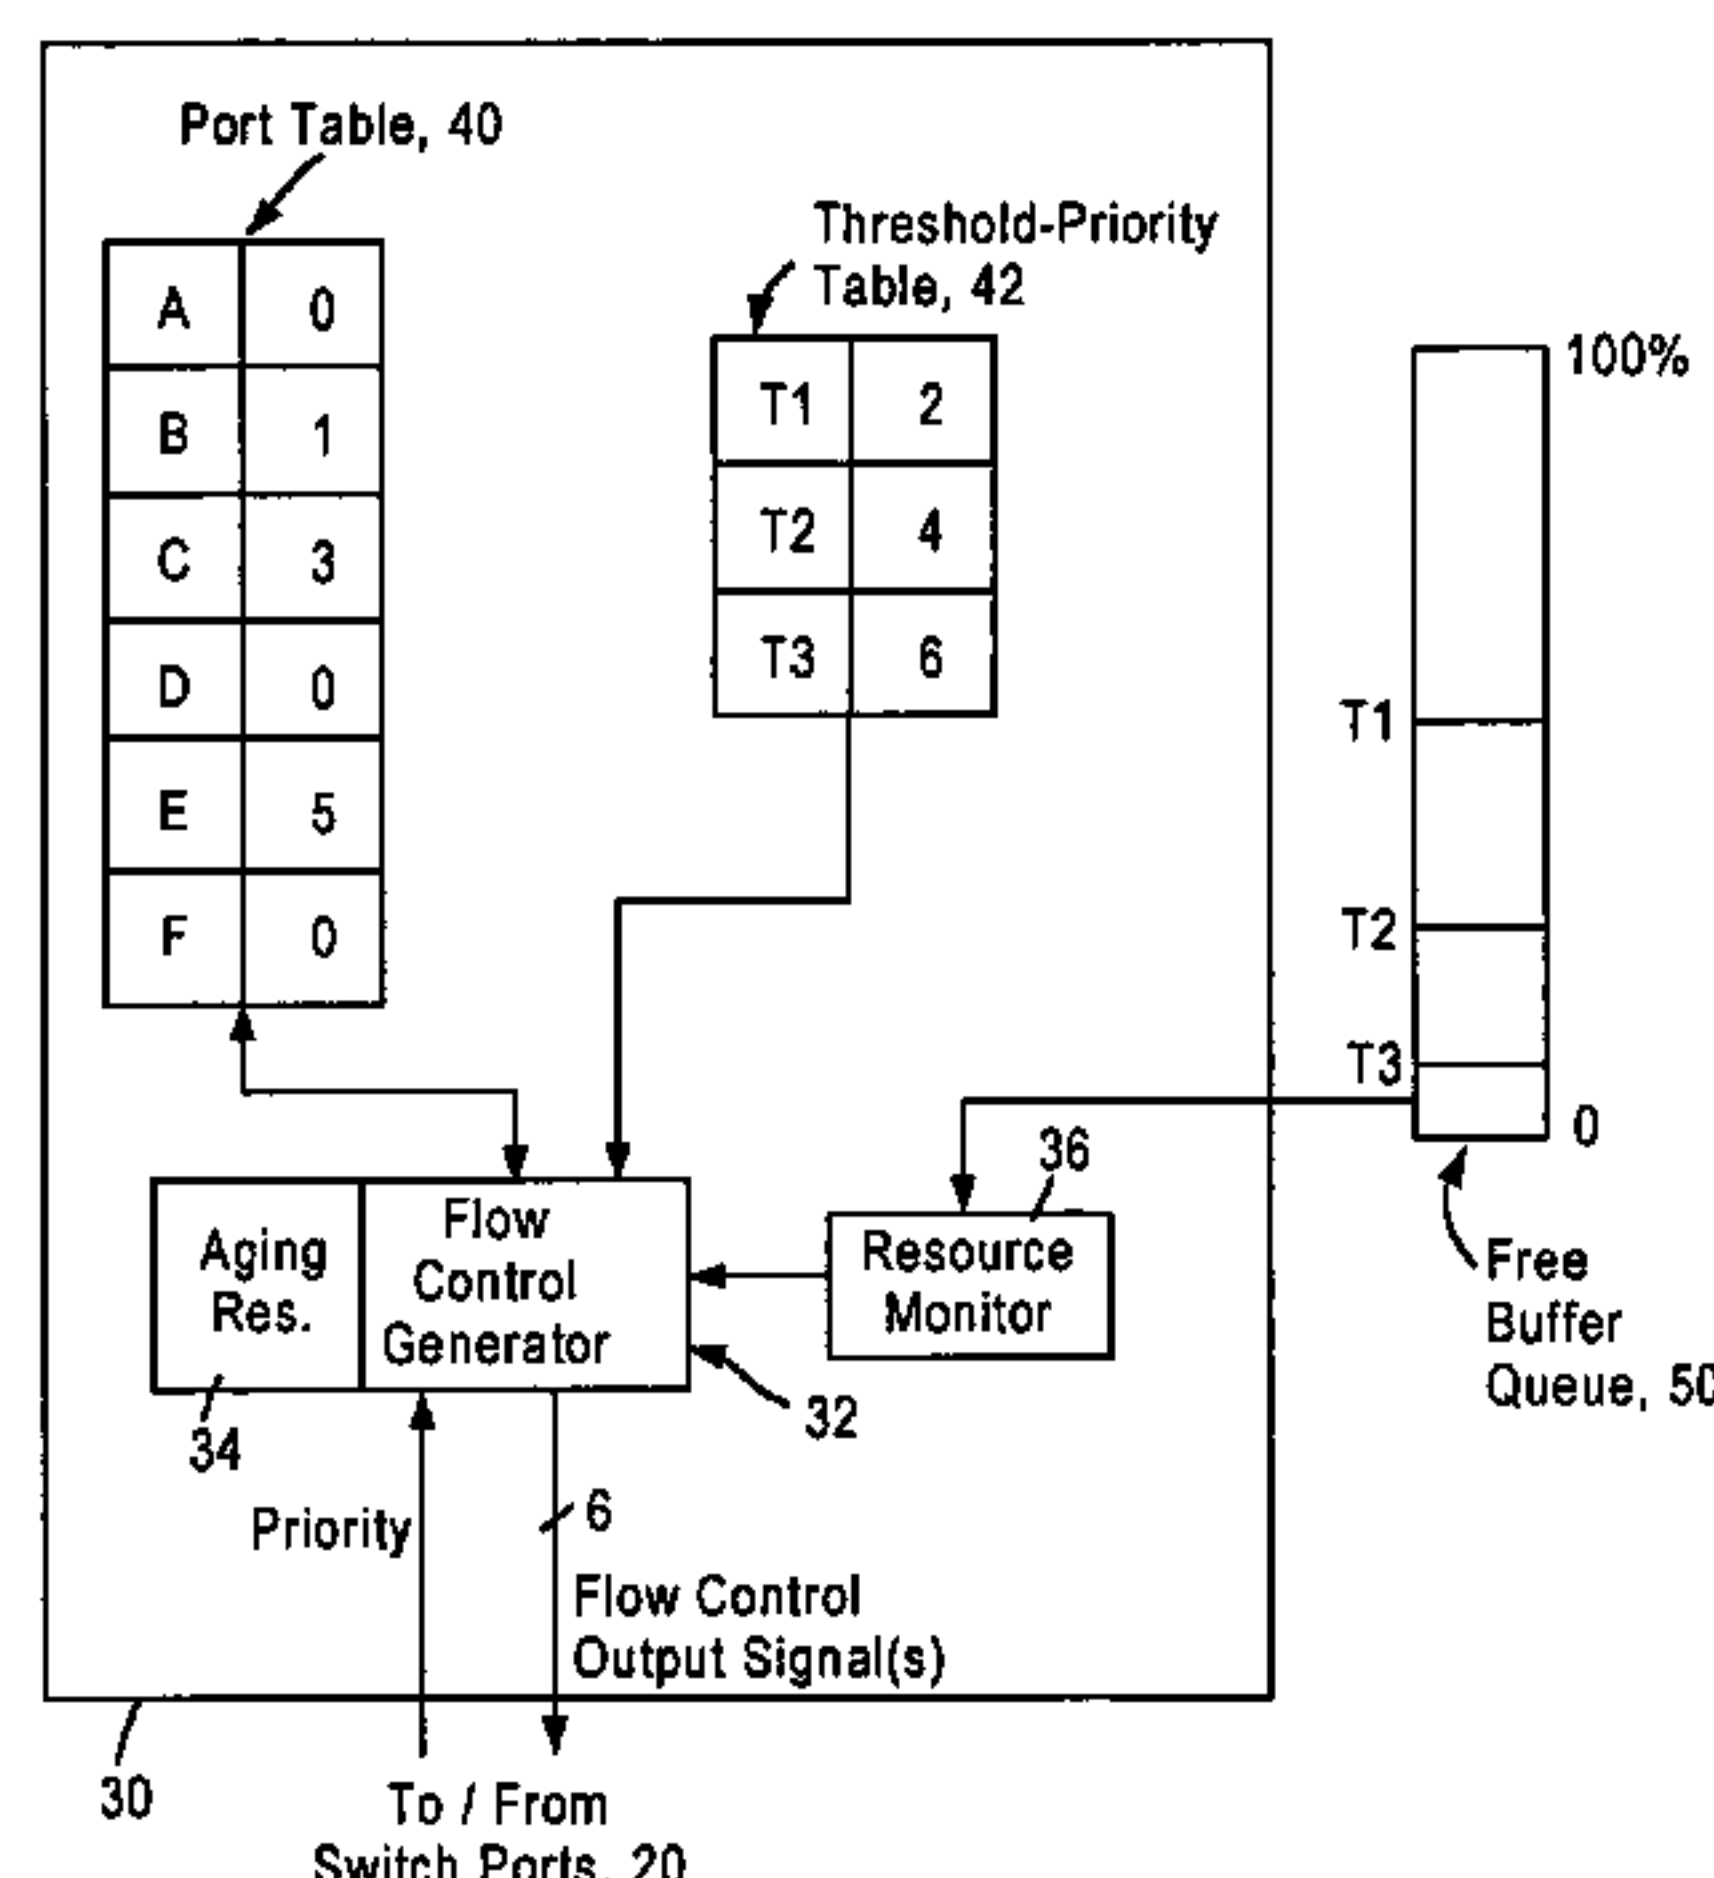 Port Table, 40
A 0
B 1
C 3
D 0
E 5
F 0
Threshold-Priority
Table, 42
T1 2
T2 4
T3 6
100%
T1
T2
T3
0
Free
Buffer
Queue, 50
Aging
Res.
34
Flow
Control
Generator
32
36
Resource
Monitor
Priority
6
Flow Control
Output Signal(s)
30
To / From
Switch Ports, 20